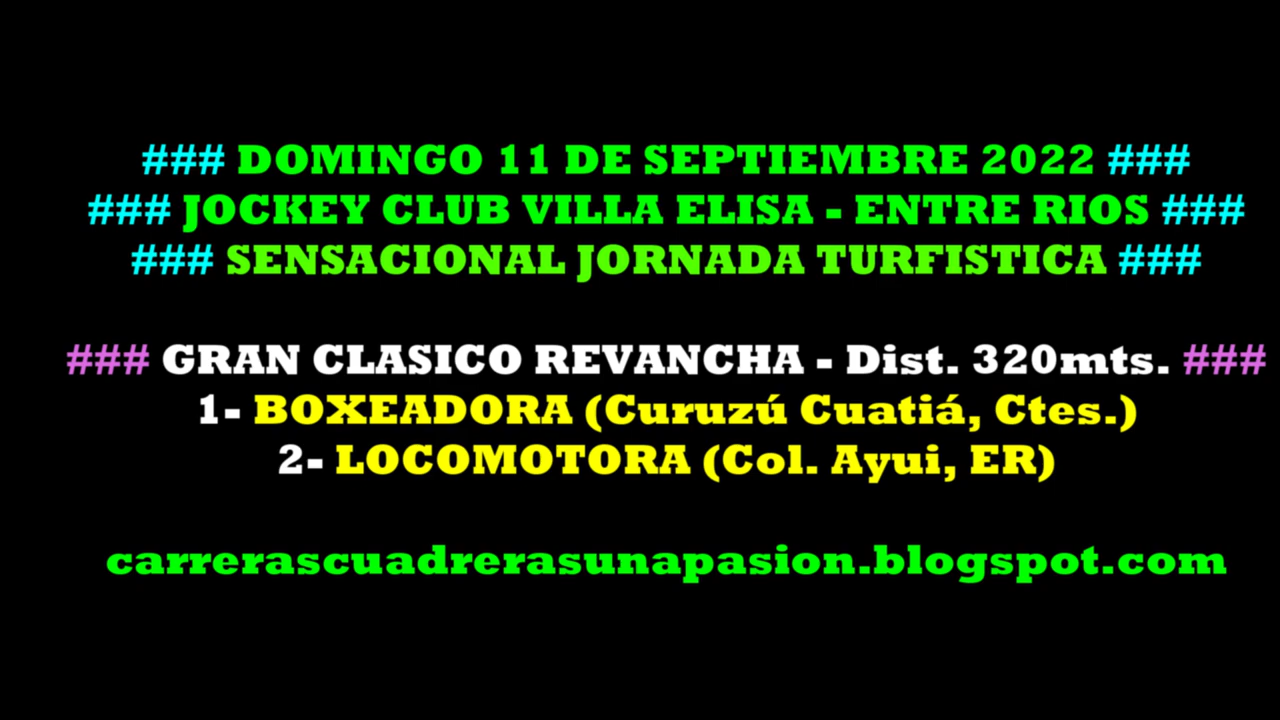 ### DOMINGO 11 DE SEPTIEMBRE 2022 ###
### JOCKEY CLUB VILLA ELISA - ENTRE RIOS ###
### SENSACIONAL JORNADA TURFISTICA ###
### GRAN CLASICO REVANCHA - Dist. 320mts. ###
1- BOXEADORA (Curuzú Cuatiá, Ctes.)
2- LOCOMOTORA (Col. Ayui, ER)
carrerascuadrerasunapasion.blogspot.com